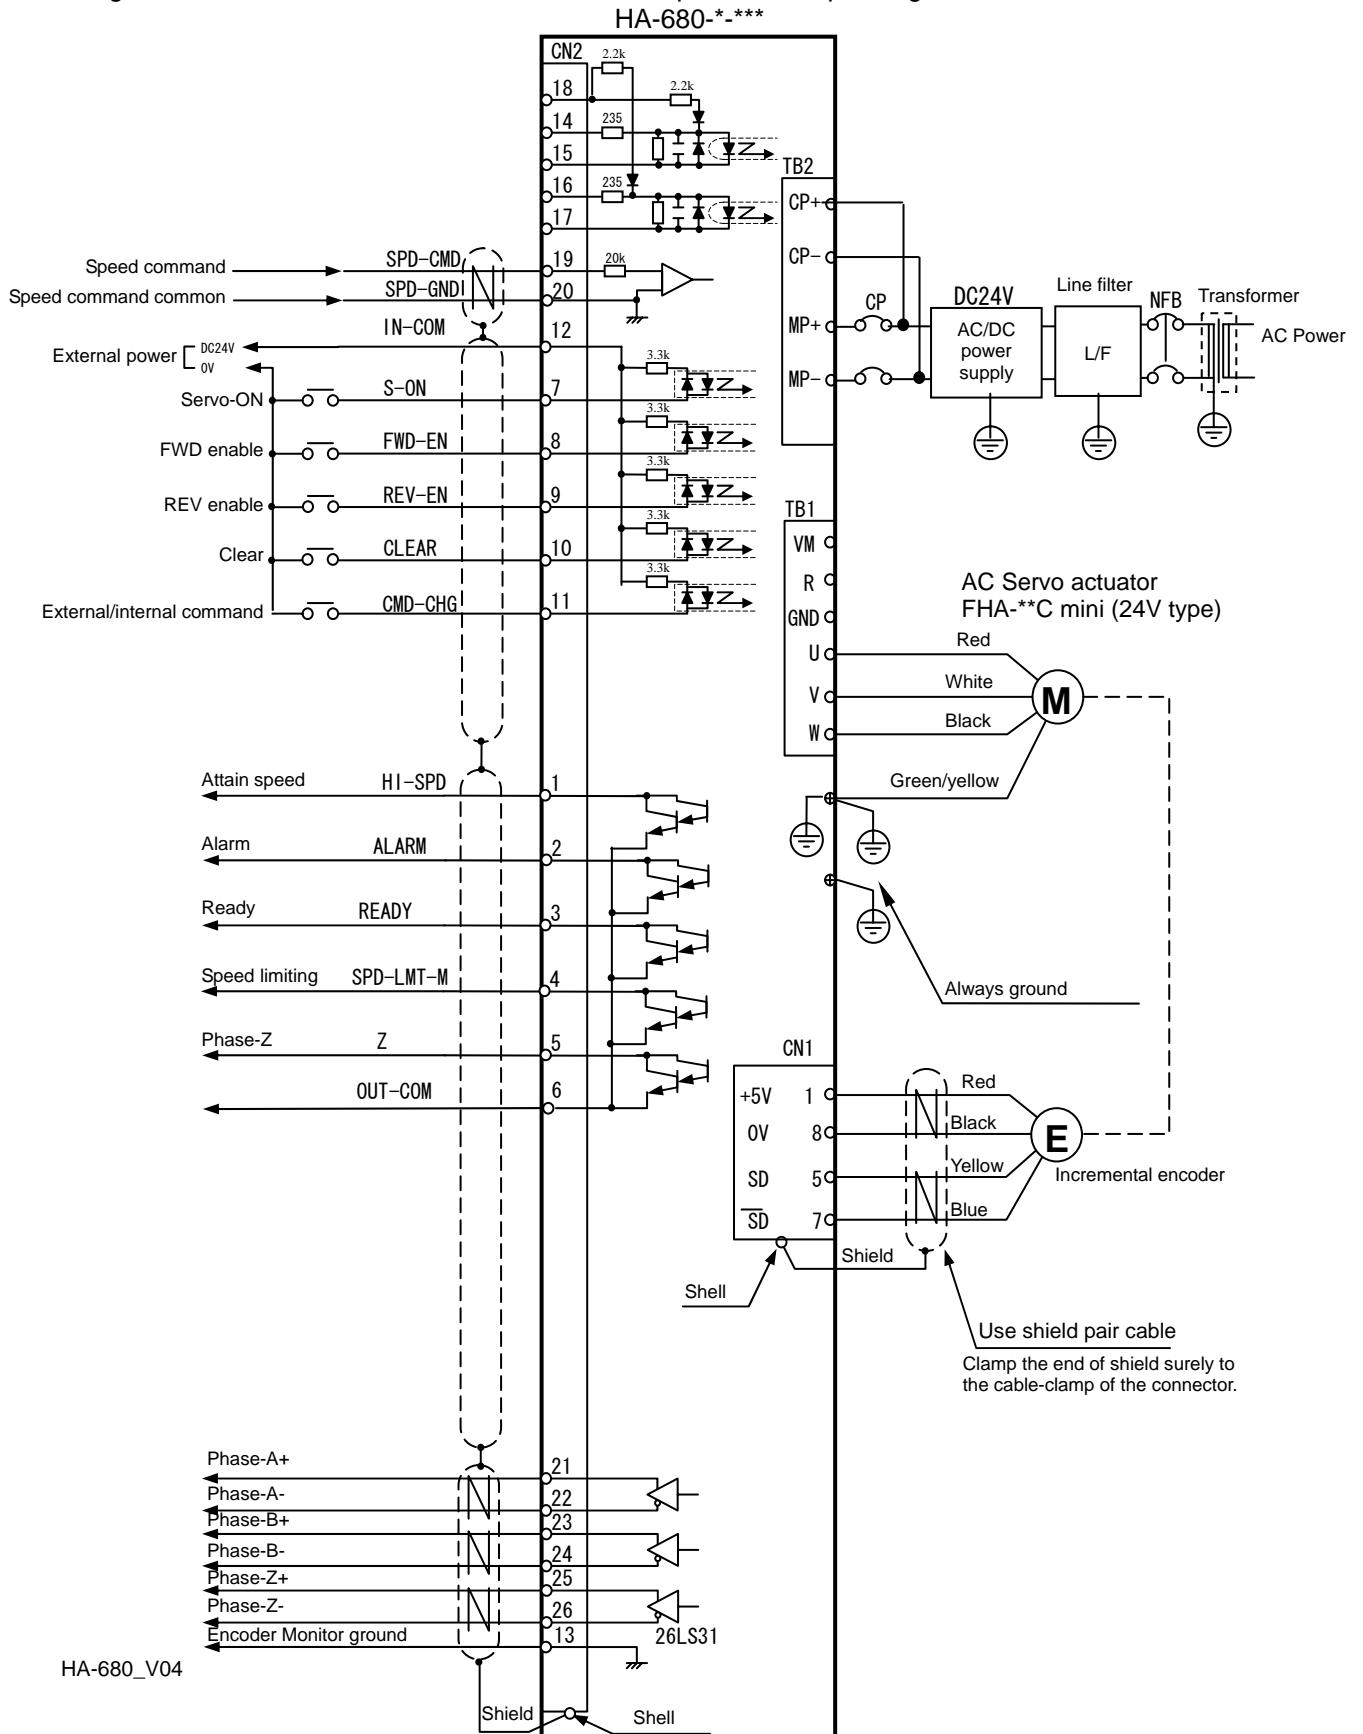 HA-680-*-***
CN2
2.2k
18
2.2k
14
235
15
TB2
16
235
CP+
17
CP-
Speed command
SPD-CMD
19
20k
Speed command common
SPD-GND
20
IN-COM
12
External power
DC24V
0V
3.3k
Servo-ON
S-ON
7
3.3k
FWD enable
FWD-EN
8
3.3k
REV enable
REV-EN
9
3.3k
Clear
CLEAR
10
3.3k
External/internal command
CMD-CHG
11
MP+
CP
DC24V
AC/DC
power
supply
Line filter
L/F
NFB
Transformer
AC Power
MP-
TB1
VM
R
GND
U
V
W
AC Servo actuator
FHA-**C mini (24V type)
Red
White
M
Black
Green/yellow
Attain speed
HI-SPD
1
Alarm
ALARM
2
Ready
READY
3
Speed limiting
SPD-LMT-M
4
Phase-Z
Z
5
OUT-COM
6
Always ground
CN1
+5V
1
Red
0V
8
Black
E
SD
5
Yellow
Incremental encoder
SD
7
Blue
Shield
Shell
Use shield pair cable
Clamp the end of shield surely to
the cable-clamp of the connector.
Phase-A+
21
Phase-A-
22
Phase-B+
23
Phase-B-
24
Phase-Z+
25
Phase-Z-
26
26LS31
Encoder Monitor ground
13
HA-680_V04
Shield
Shell